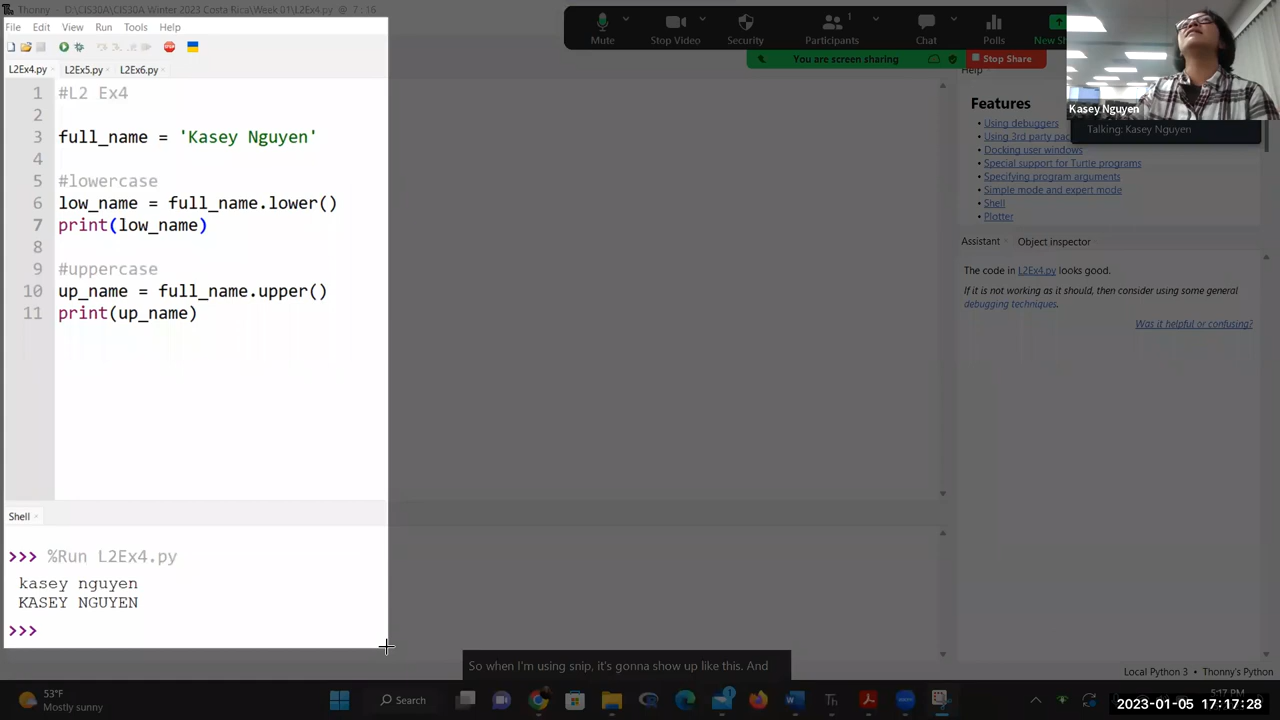 Thonny - D:\CIS30A\CIS30A Winter 2023 Costa Rica\Week 01\L2Ex4.py @ 7:16
File Edit View Run Tools Help
L2Ex4.py × L2Ex5.py × L2Ex6.py ×
1 #L2 Ex4
2
3 full_name = 'Kasey Nguyen'
4
5 #lowercase
6 low_name = full_name.lower()
7 print(low_name)
8
9 #uppercase
10 up_name = full_name.upper()
11 print(up_name)
Shell ×
>>> %Run L2Ex4.py
kasey nguyen
KASEY NGUYEN
>>>
Mute Stop Video Security Participants 1 Chat Polls New Sh
You are screen sharing Stop Share
Kasey Nguyen
Talking: Kasey Nguyen
Help
Features
• Using debuggers
• Using 3rd party pac
• Docking user windows
• Special support for Turtle programs
• Specifying program arguments
• Simple mode and expert mode
• Shell
• Plotter
Assistant × Object inspector
The code in L2Ex4.py looks good.
If it is not working as it should, then consider using some general
debugging techniques.
Was it helpful or confusing?
So when I'm using snip, it's gonna show up like this. And
Local Python 3 • Thonny's Python
53°F
Mostly sunny
Search
5:17 PM
2023-01-05 17:17:28